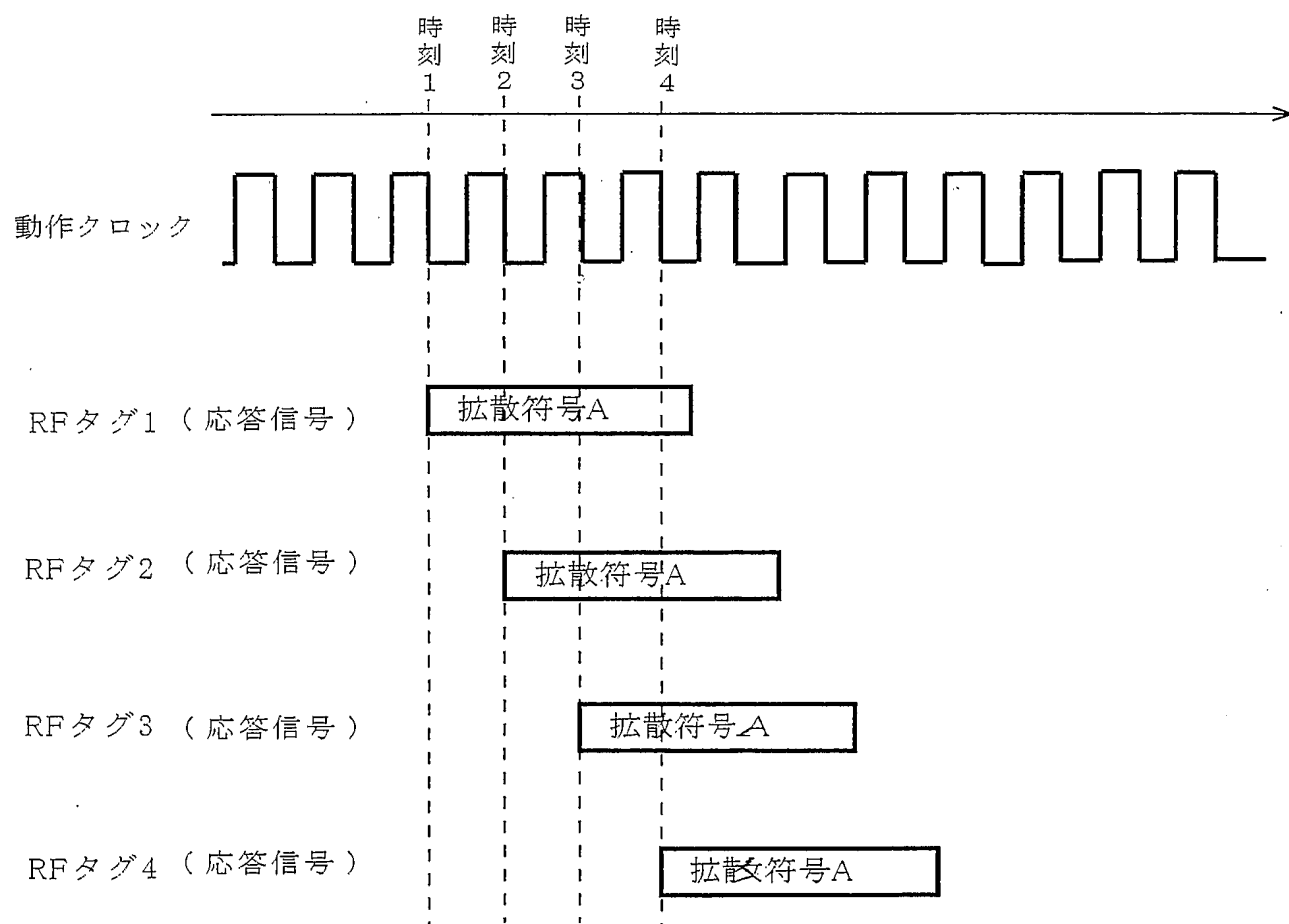 時刻1
時刻2
時刻3
時刻4
動作クロック
RFタグ1（応答信号）
拡散符号A
RFタグ2（応答信号）
拡散符号A
RFタグ3（応答信号）
拡散符号A
RFタグ4（応答信号）
拡散符号A